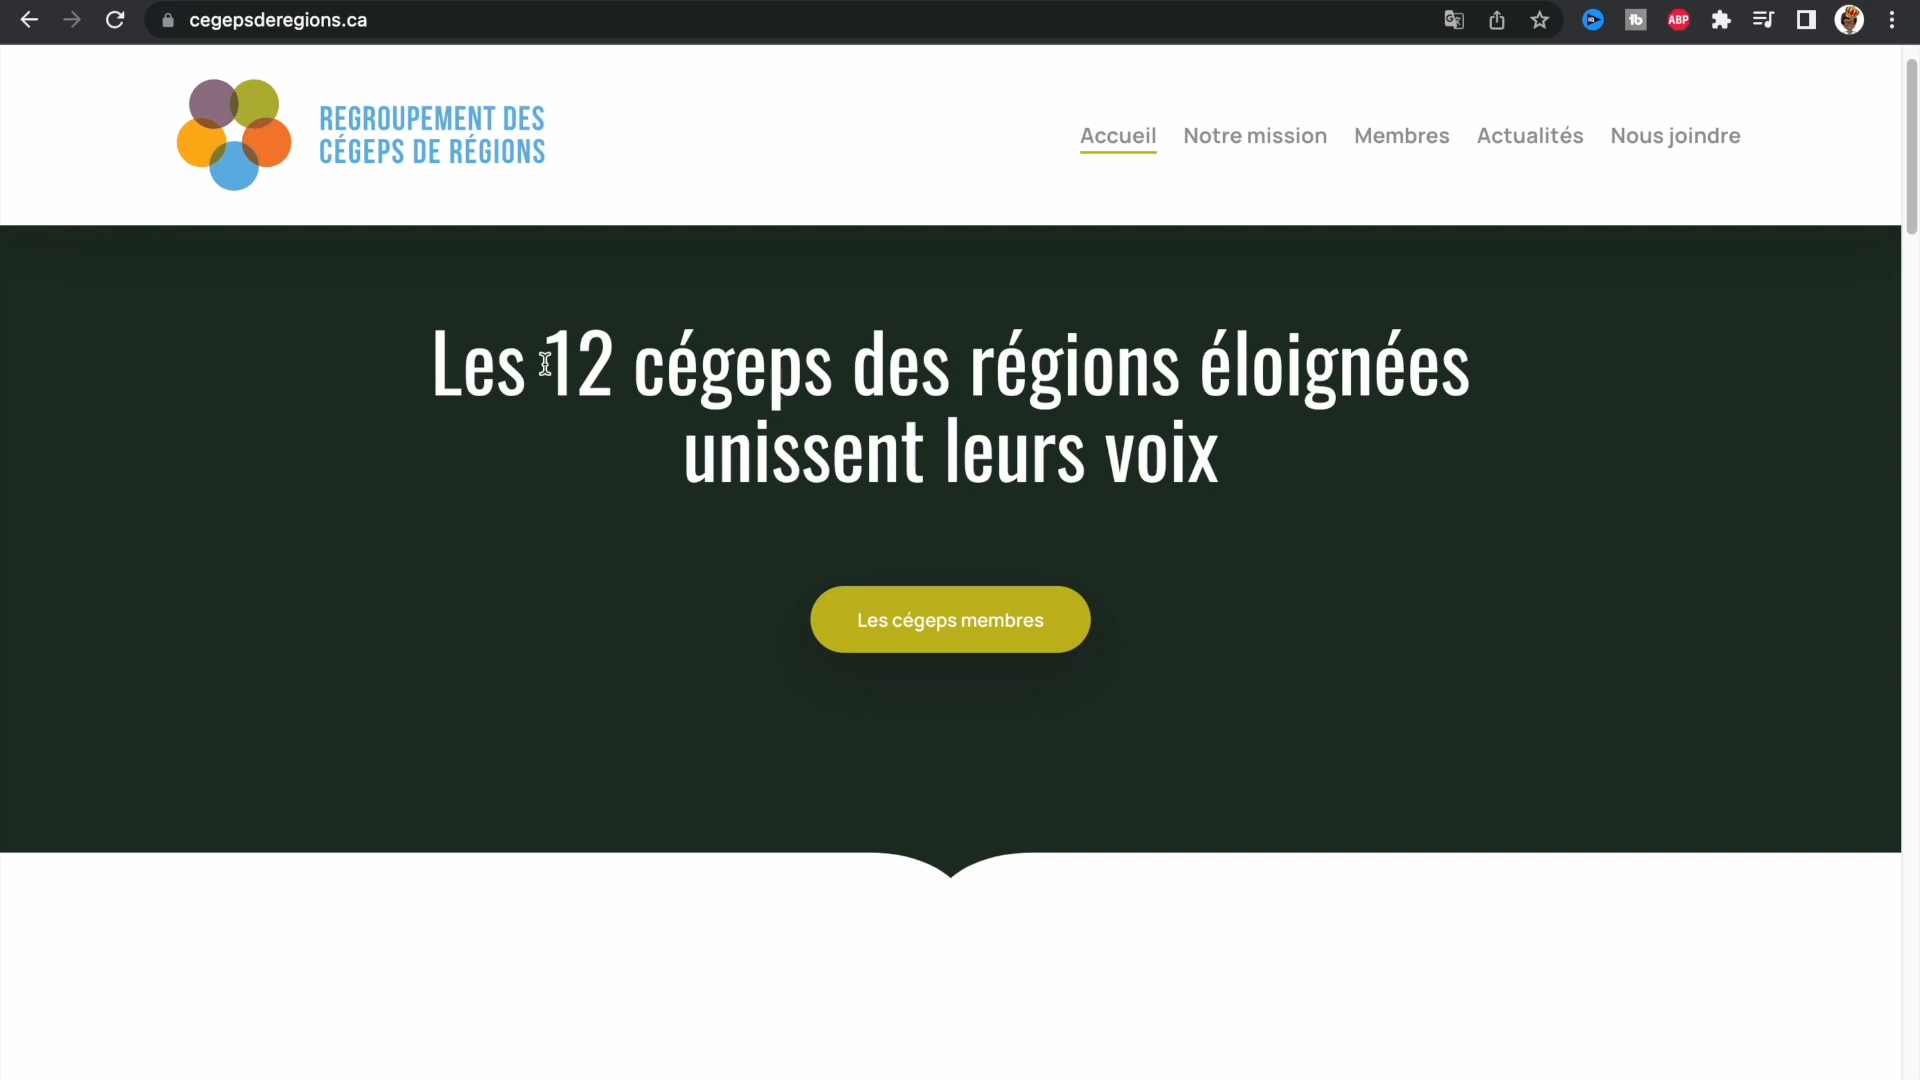 cegepsderegions.ca
ABP
REGROUPEMENT DES
CÉGEPS DE RÉGIONS
Accueil
Notre mission
Membres
Actualités
Nous joindre
Les 12 cégeps des régions éloignées
unissent leurs voix
Les cégeps membres